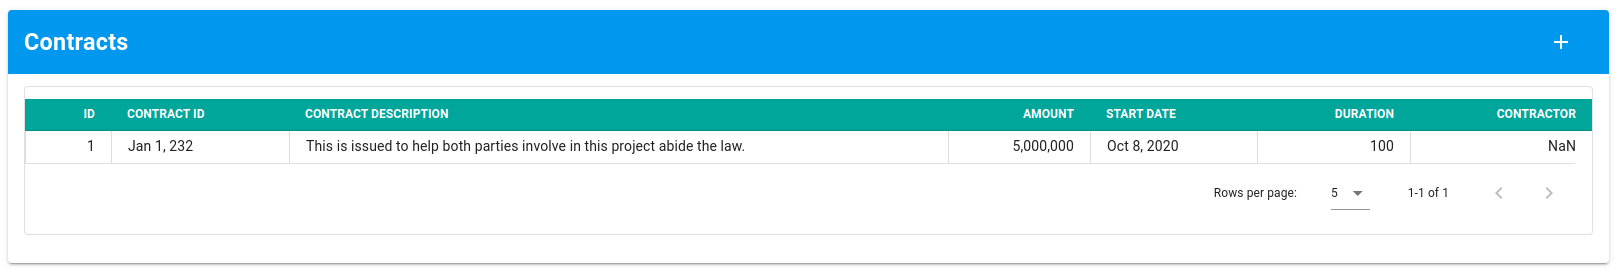 Contracts
ID CONTRACT ID CONTRACT DESCRIPTION AMOUNT START DATE DURATION CONTRACTOR
1 Jan 1, 232 This is issued to help both parties involve in this project abide the law. 5,000,000 Oct 8, 2020 100 NaN
Rows per page: 5 1-1 of 1